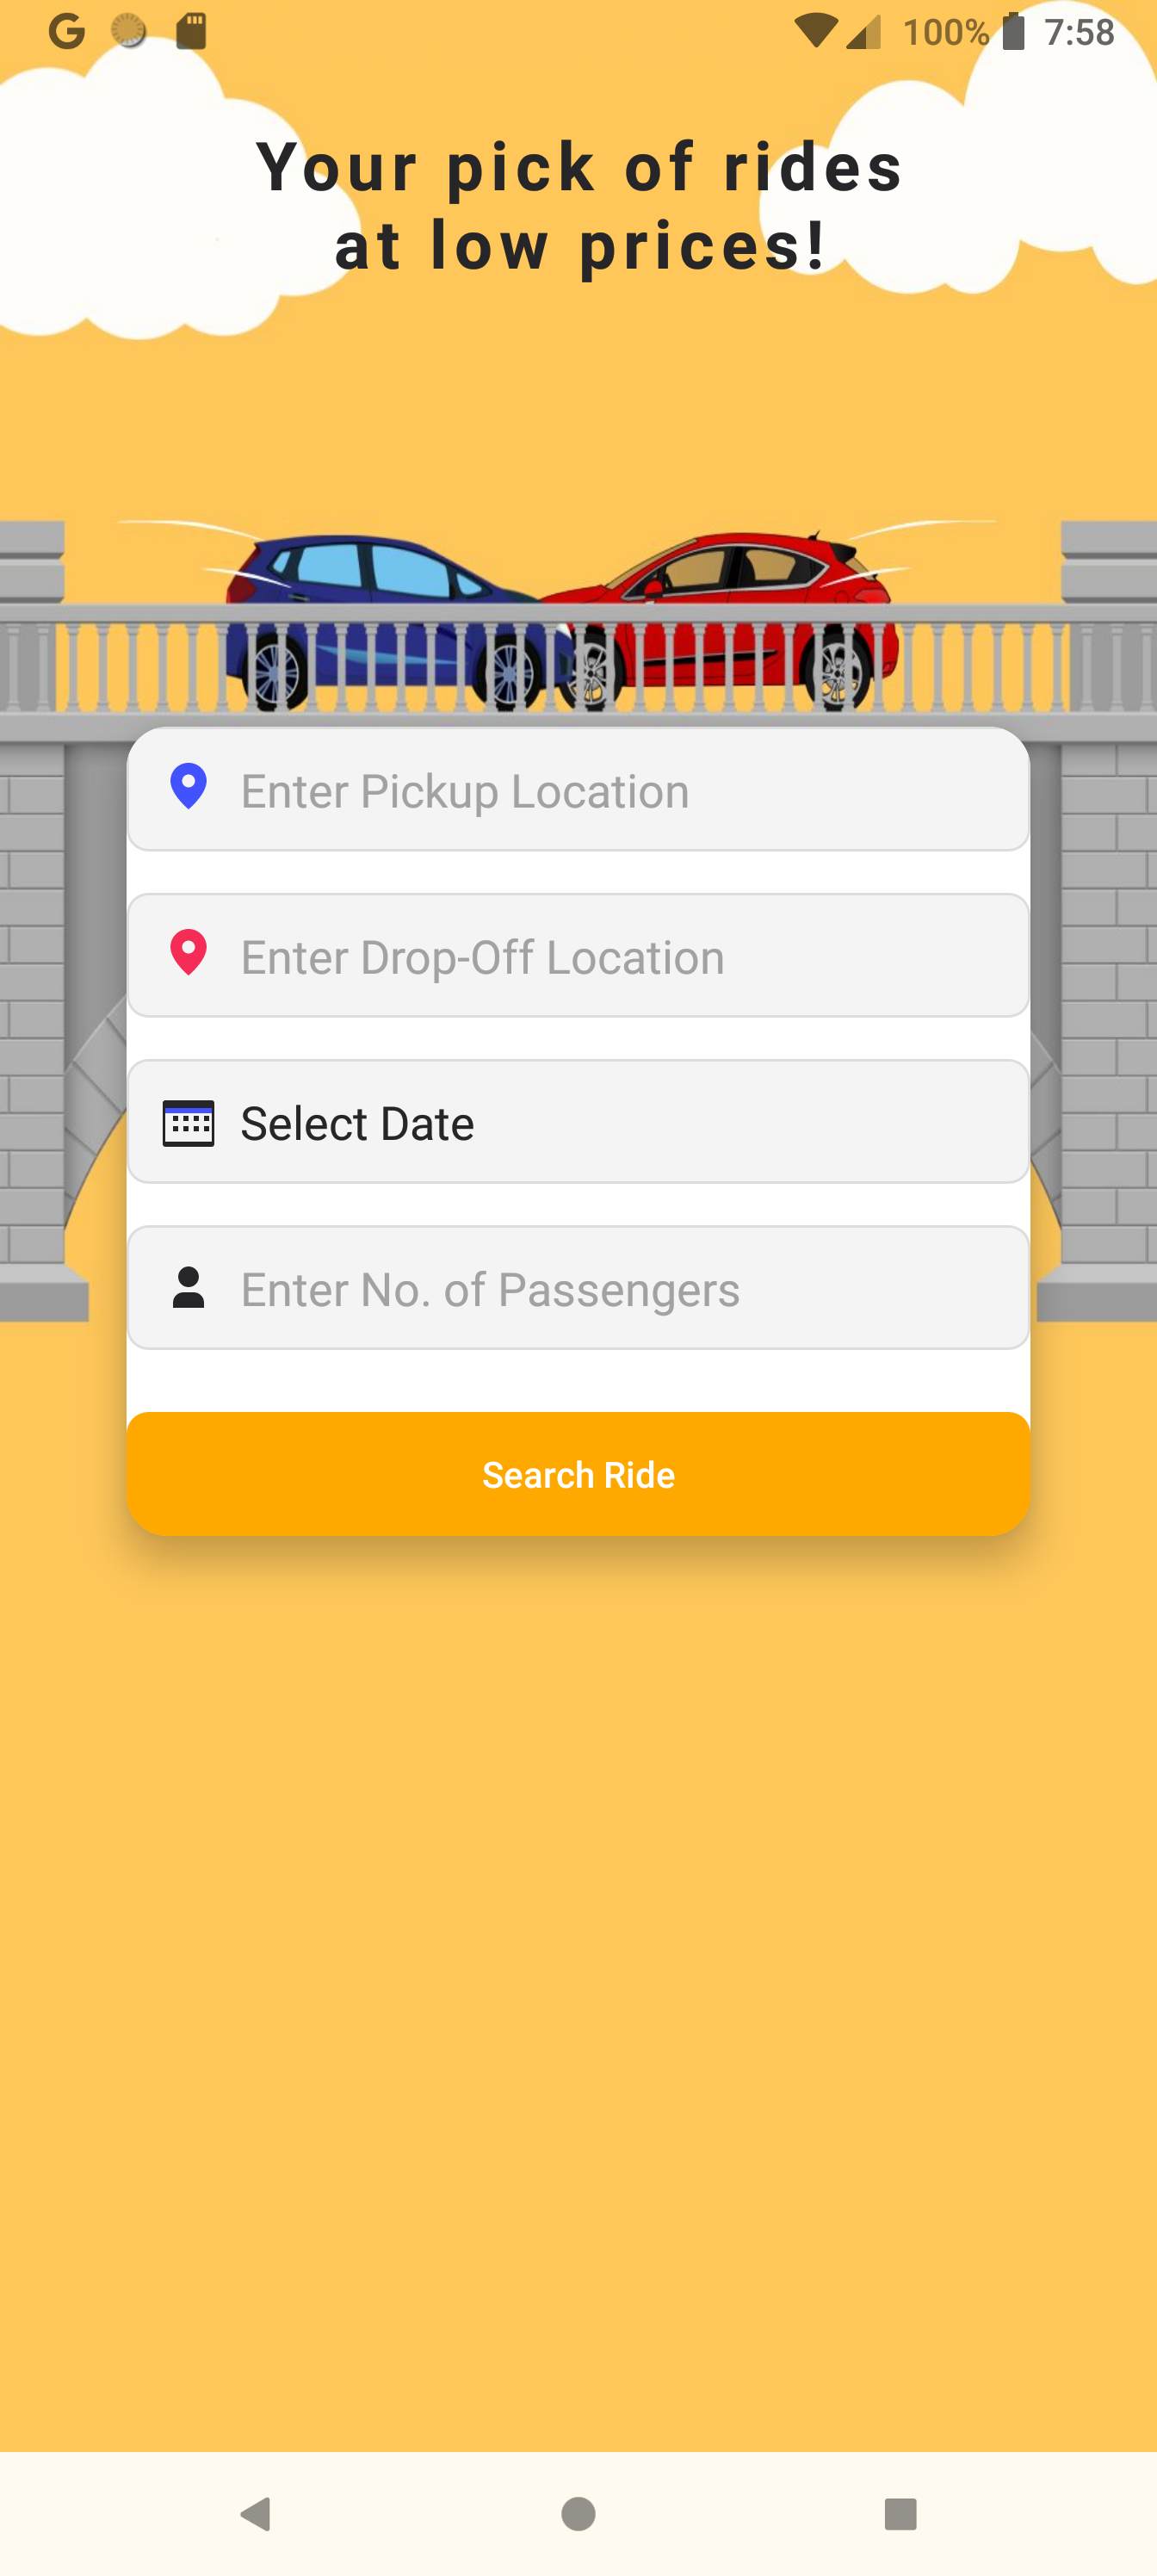 100% 7:58
Your pick of rides
at low prices!
Enter Pickup Location
Enter Drop-Off Location
Select Date
Enter No. of Passengers
Search Ride